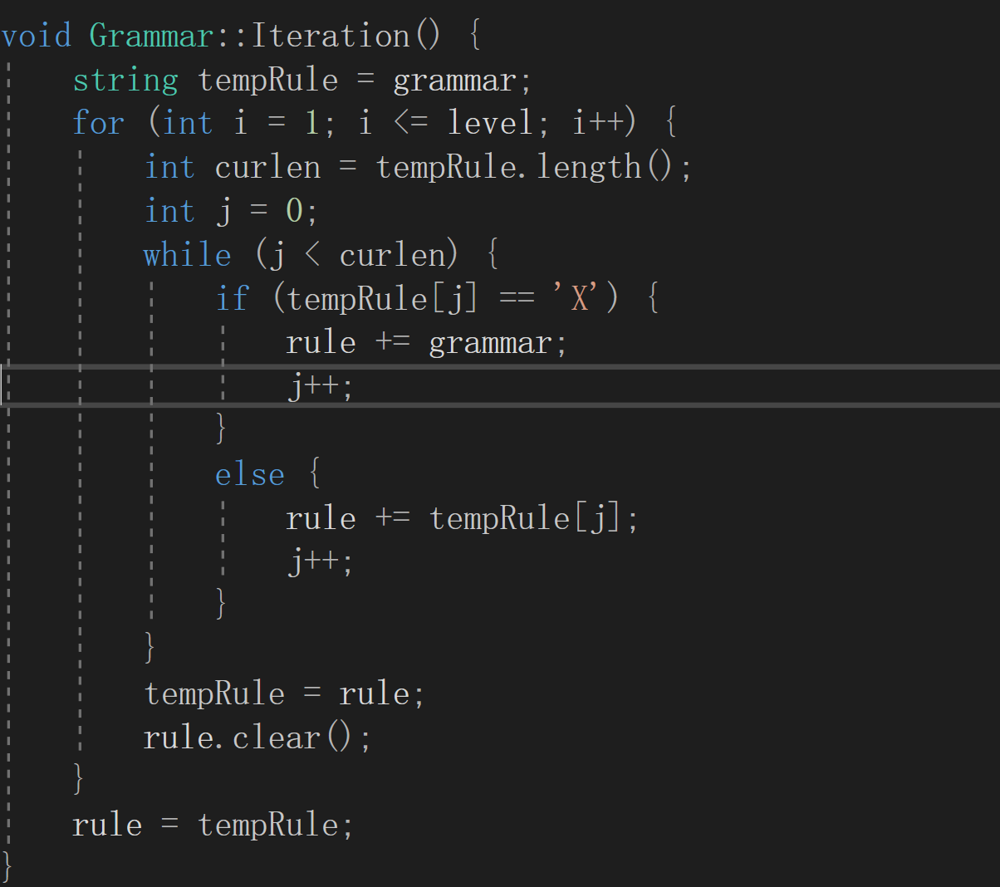 void Grammar::Iteration() {
    string tempRule = grammar;
    for (int i = 1; i <= level; i++) {
        int curlen = tempRule.length();
        int j = 0;
        while (j < curlen) {
            if (tempRule[j] == 'X') {
                rule += grammar;
                j++;
            }
            else {
                rule += tempRule[j];
                j++;
            }
        }
        tempRule = rule;
        rule.clear();
    }
    rule = tempRule;
}